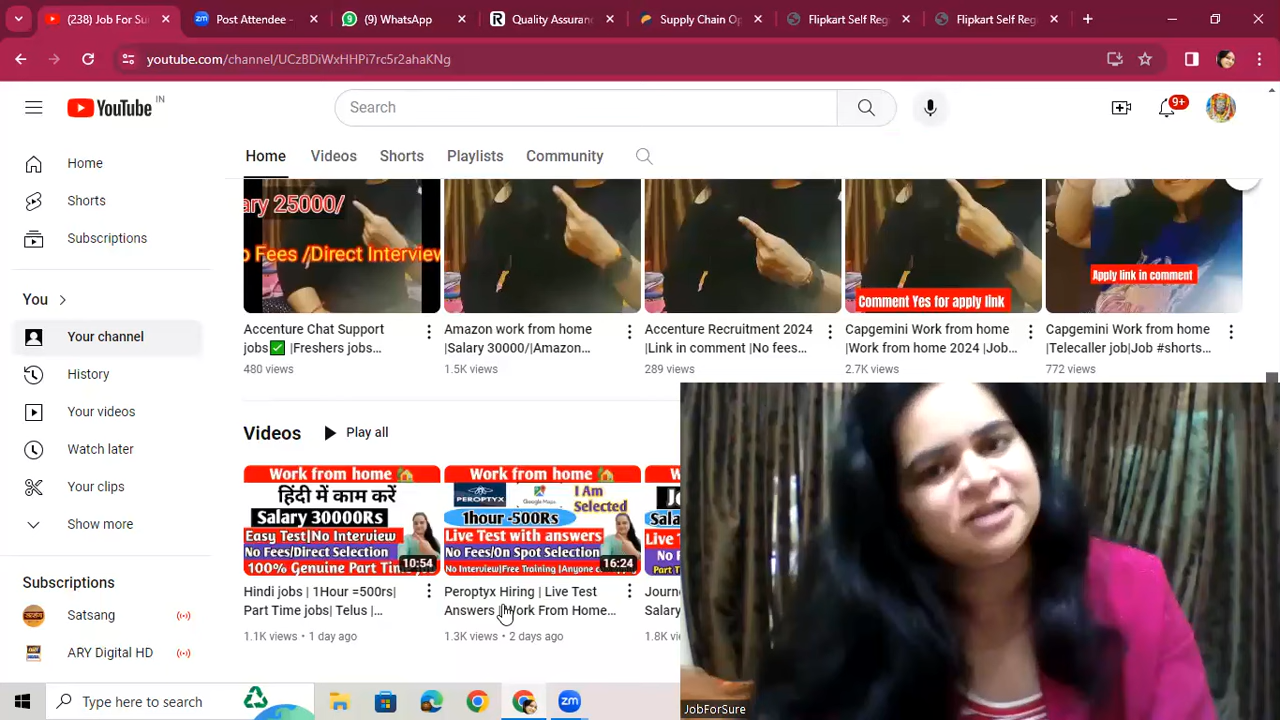 (238) Job For Su
Post Attendee -
(9) WhatsApp
Quality Assuranc
Supply Chain Op
Flipkart Self Reg
Flipkart Self Reg
youtube.com/channel/UCzBDiWxHHPi7rc5r2ahaKNg
YouTube IN
Search
9+
Home
Videos
Shorts
Playlists
Community
Home
Shorts
Subscriptions
You
Your channel
History
Your videos
Watch later
Your clips
Show more
Subscriptions
Satsang
ARY Digital HD
ary 25000/
o Fees /Direct Interview
Comment Yes for apply link
Apply link in comment
Accenture Chat Support
jobs✅ |Freshers jobs...
480 views
Amazon work from home
|Salary 30000/|Amazon...
1.5K views
Accenture Recruitment 2024
|Link in comment |No fees...
289 views
Capgemini Work from home
|Work from home 2024 |Job...
2.7K views
Capgemini Work from home
|Telecaller job|Job #shorts...
772 views
Videos
Play all
Work from home
हिंदी में काम करें
Salary 30000Rs
Easy Test|No Interview
No Fees/Direct Selection
100% Genuine Part Time
10:54
Hindi jobs | 1Hour =500rs|
Part Time jobs| Telus |...
1.1K views • 1 day ago
Work from home
PEROPTYX
Google Maps
I Am
Selected
1hour -500Rs
Live Test with answers
No Fees/On Spot Selection
No Interview|Free Training |Anyone
16:24
Peroptyx Hiring | Live Test
Answers |Work From Home...
1.3K views • 2 days ago
Journ
Salary
1.8K v
JobForSure
Type here to search